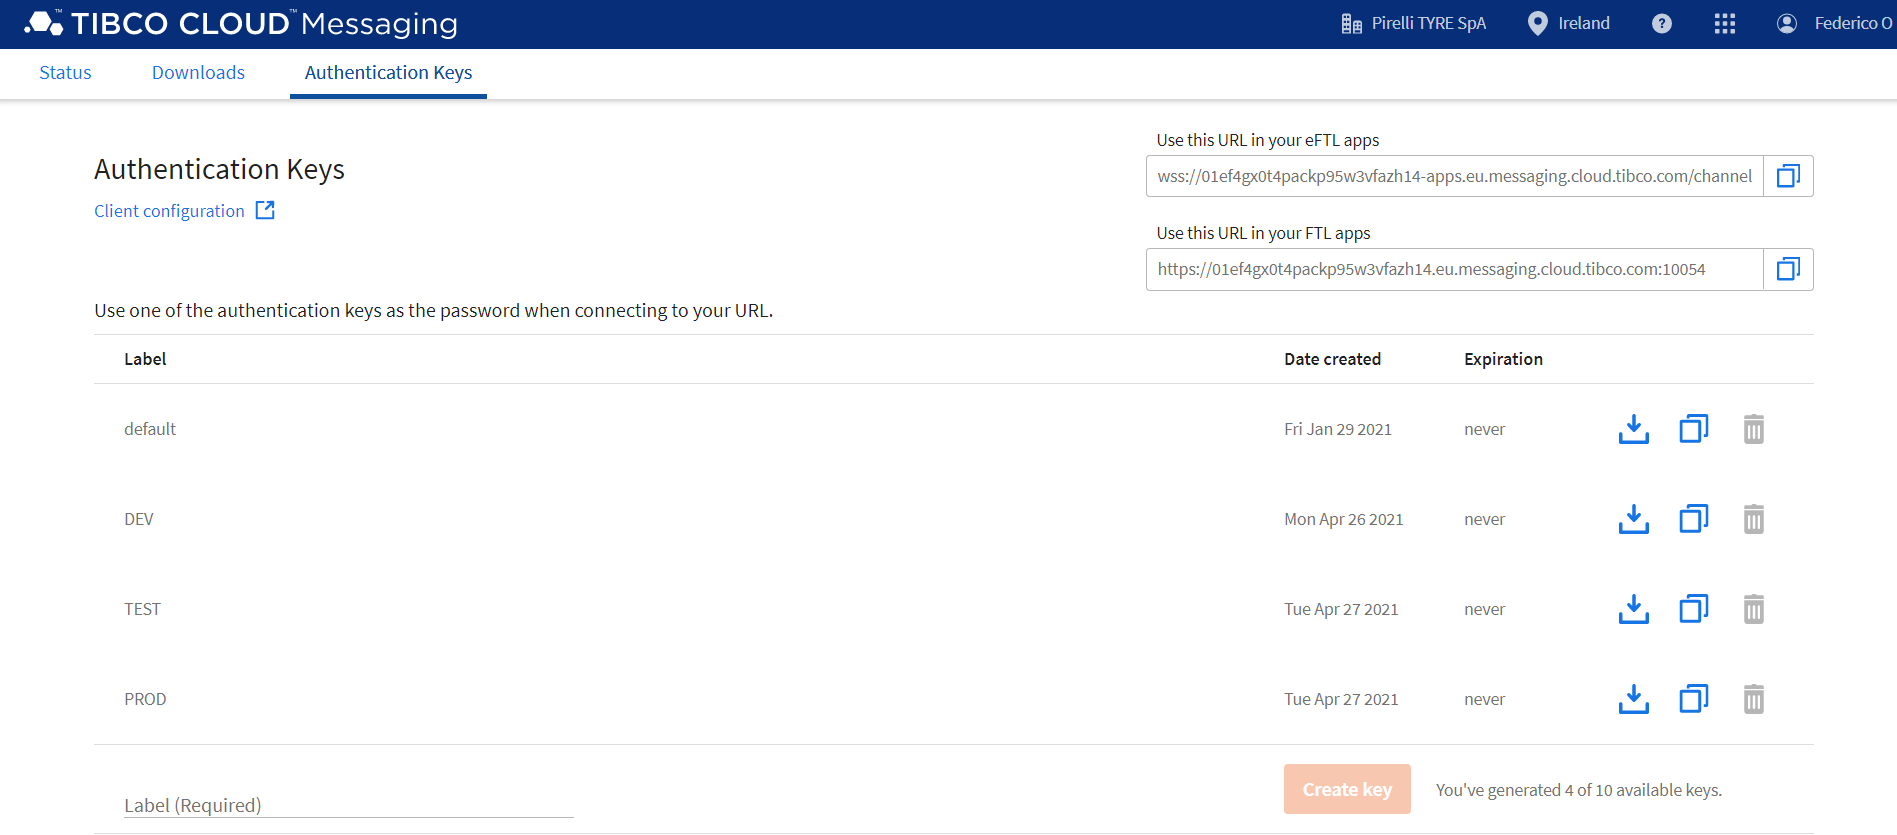 TIBCO CLOUD™ Messaging
Pirelli TYRE SpA
Ireland
?
Federico O
Status
Downloads
Authentication Keys
Use this URL in your eFTL apps
wss://01ef4gx0t4packp95w3vfazh14-apps.eu.messaging.cloud.tibco.com/channel
Authentication Keys
Client configuration
Use this URL in your FTL apps
https://01ef4gx0t4packp95w3vfazh14.eu.messaging.cloud.tibco.com:10054
Use one of the authentication keys as the password when connecting to your URL.
Label Date created Expiration
default Fri Jan 29 2021 never
DEV Mon Apr 26 2021 never
TEST Tue Apr 27 2021 never
PROD Tue Apr 27 2021 never
Label (Required)
Create key
You've generated 4 of 10 available keys.